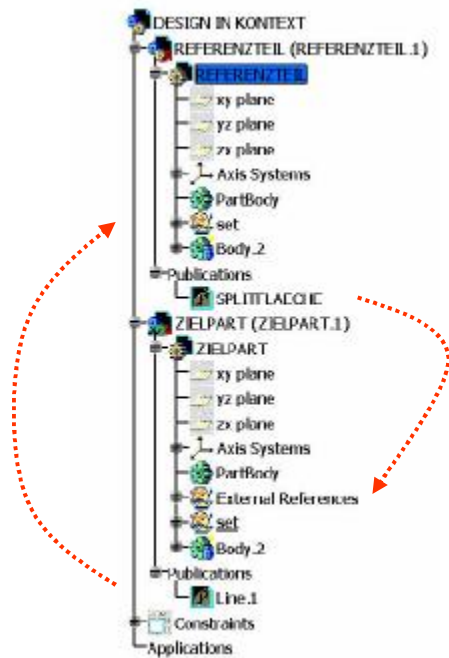 DESIGN IN KONTEXT
REFERENZTEIL (REFERENZTEIL.1)
REFERENZTEIL
xy plane
yz plane
zx plane
Axis Systems
PartBody
set
Body.2
Publications
SPLITFLAECHE
ZIELPART (ZIELPART.1)
ZIELPART
xy plane
yz plane
zx plane
Axis Systems
PartBody
External References
set
Body.2
Publications
Line.1
Constraints
Applications